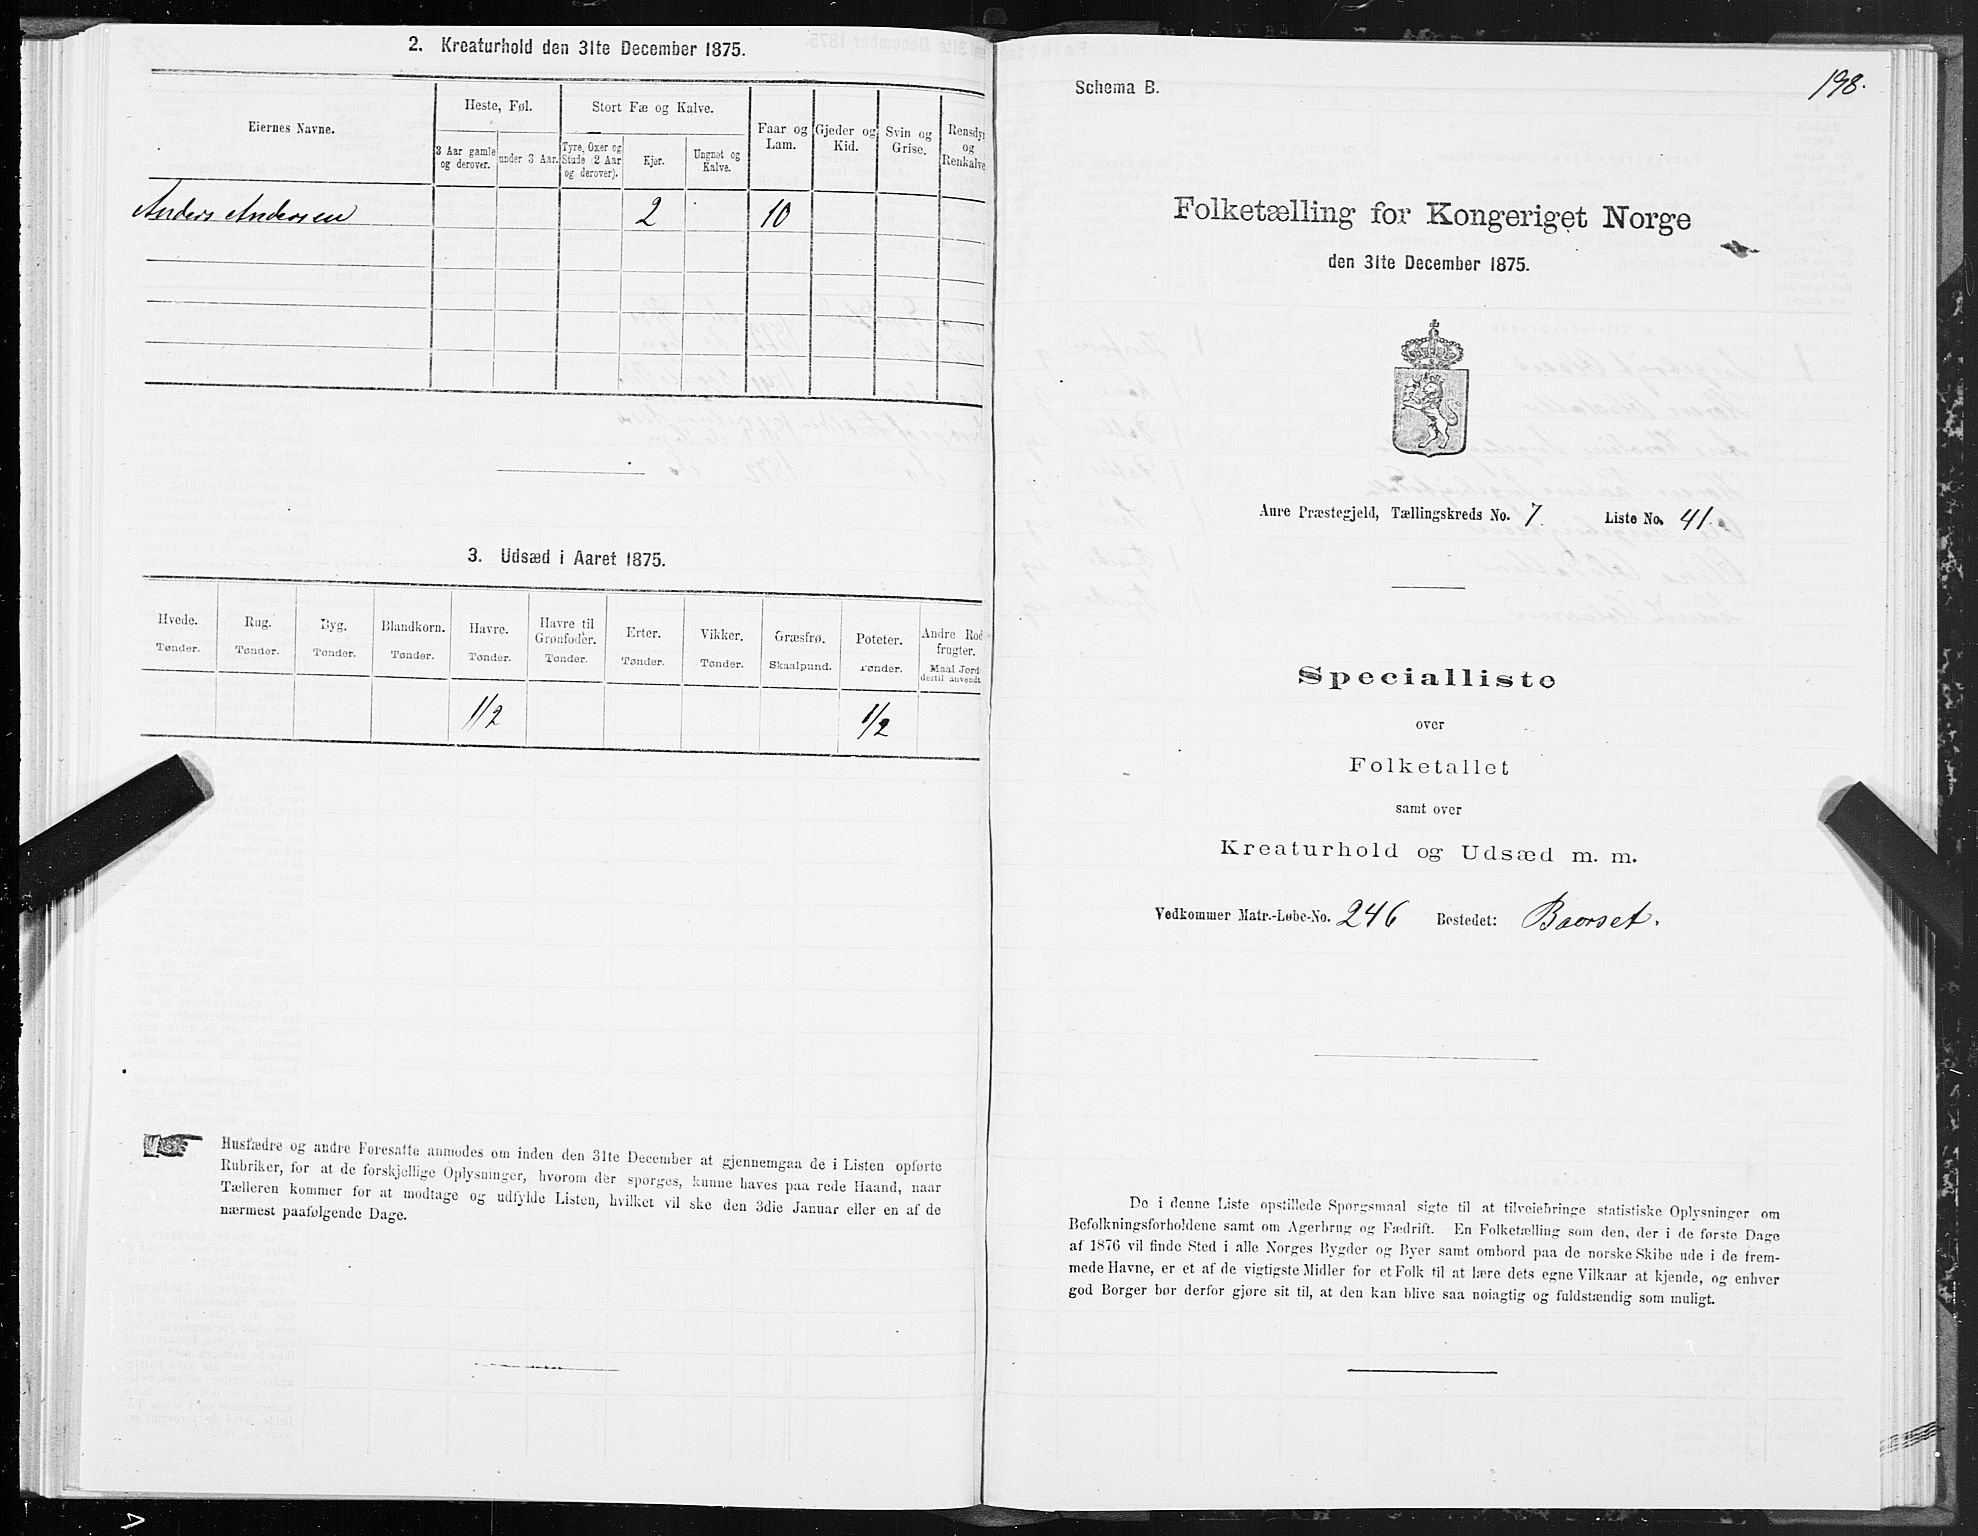 2. Kreaturhold den 31te December 1875.
Eiernes Navne.
Heste, Føl.
Stort Fæ og Kalve.
Faar og Lam.
Gjeder og Kid.
Svin og Grise.
Rensdyr og Renkalve
3 Aar gamle og derover.
under 3 Aar.
Tyre, Oxer og Stude (2 Aar og derover).
Kjør.
Ungnøt og Kalve.
Anders Andersen 2 10
3. Udsæd i Aaret 1875.
Hvede. Rug. Byg. Blandkorn. Havre. Havre til Grønfoder. Erter. Vikker. Græsfrø. Poteter. Andre Rodfrugter.
Tønder. Tønder. Tønder. Tønder. Tønder. Tønder. Tønder. Tønder. Skaalpund. Tønder. Maal Jord dertil anvendt
1/2 1/2
Husfædre og andre Foresatte anmodes om inden den 31te December at gjennemgaa de i Listen opførte
Rubriker, for at de forskjellige Oplysninger, hvorom der spørges, kunne haves paa rede Haand, naar
Tælleren kommer for at modtage og udfylde Listen, hvilket vil ske den 3die Januar eller en af de
nærmest paafølgende Dage.
Schema B.
198.
Folketælling for Kongeriget Norge
den 31te December 1875.
Aure Præstegjeld, Tællingskreds No. 7 Liste No. 41.
Specialliste
over
Folketallet
samt over
Kreaturhold og Udsæd m. m.
Vedkommer Matr.-Løbe-No. 246 Bostedet: Baorset.
De i denne Liste opstillede Spørgsmaal sigte til at tilveiebringe statistiske Oplysninger om
Befolkningsforholdene samt om Agerbrug og Fædrift. En Folketælling som den, der i de første Dage
af 1876 vil finde Sted i alle Norges Bygder og Byer samt ombord paa de norske Skibe ude i de frem-
mede Havne, er et af de vigtigste Midler for et Folk til at lære dets egne Vilkaar at kjende, og enhver
god Borger bør derfor gjøre sit til, at den kan blive saa nøiagtig og fuldstændig som muligt.